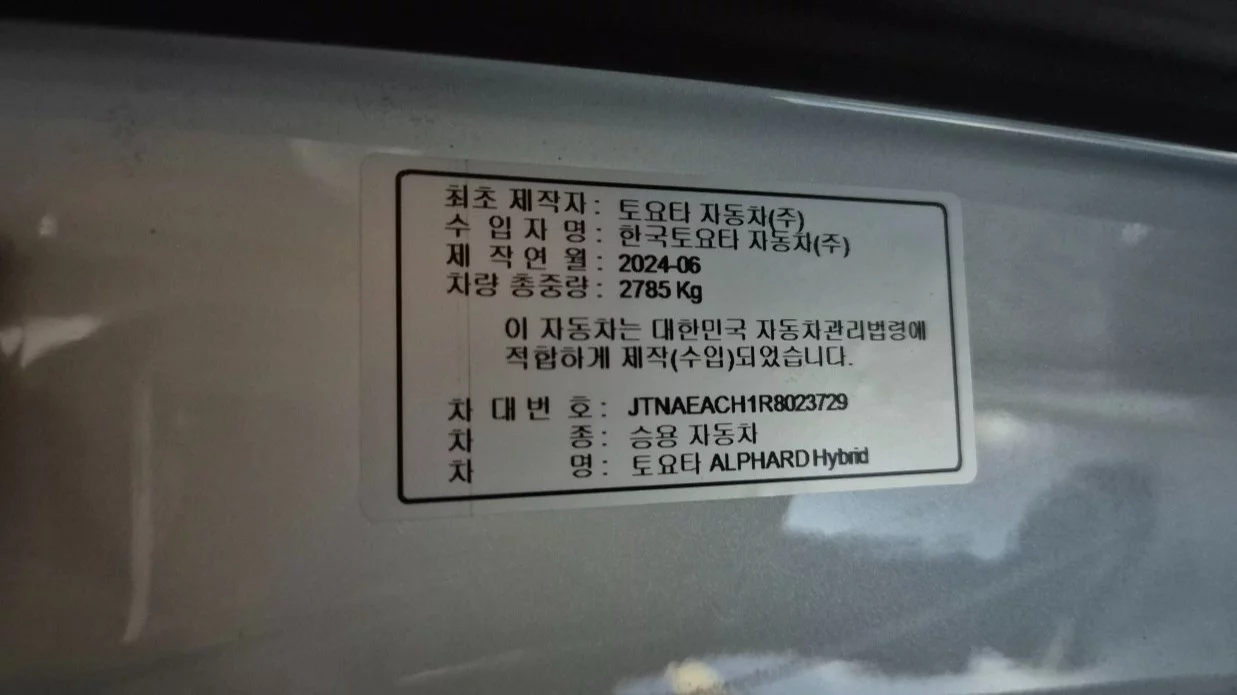 최초 제작자 : 토요타 자동차(주)
수 입 자 명 : 한국토요타 자동차(주)
제 작 연 월 : 2024-06
차량 총중량 : 2785 Kg
이 자동차는 대한민국 자동차관리법령에
적합하게 제작(수입)되었습니다.
차 대 번 호 : JTNAEACH1R8023729
차 종 : 승용 자동차
차 명 : 토요타 ALPHARD Hybrid